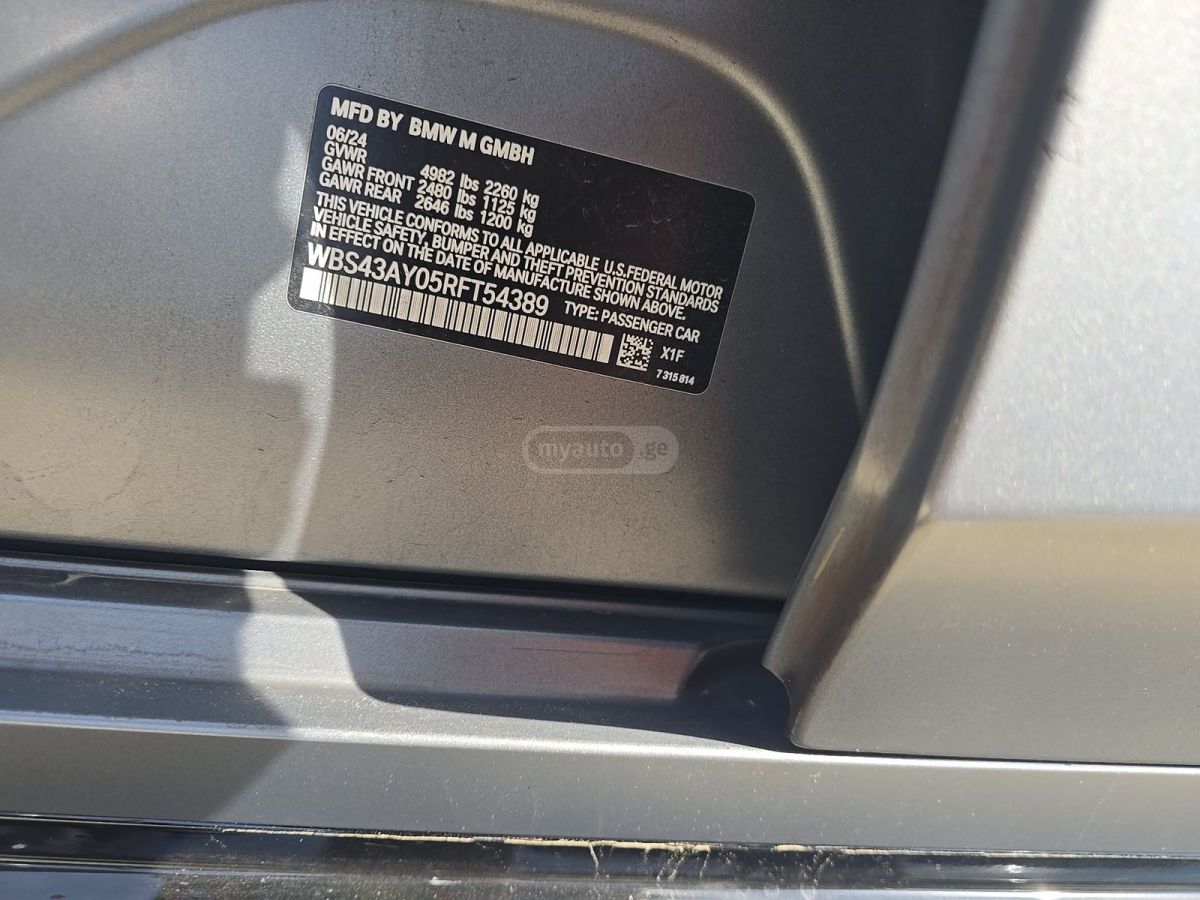 MFD BY BMW M GMBH
06/24
GVWR 4982 lbs 2260 kg
GAWR FRONT 2480 lbs 1125 kg
GAWR REAR 2646 lbs 1200 kg
THIS VEHICLE CONFORMS TO ALL APPLICABLE U.S.FEDERAL MOTOR
VEHICLE SAFETY, BUMPER AND THEFT PREVENTION STANDARDS
IN EFFECT ON THE DATE OF MANUFACTURE SHOWN ABOVE.
WBS43AY05RFT54389 TYPE: PASSENGER CAR
X1F
7 315 814
myauto.ge